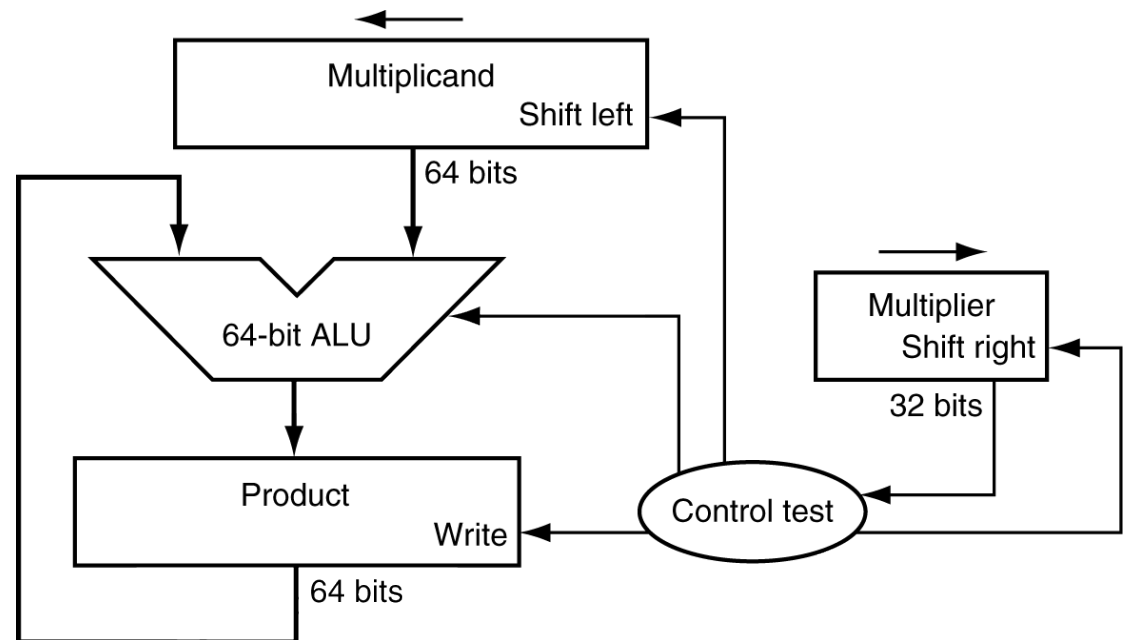 Multiplicand
Shift left
64 bits
64-bit ALU
Multiplier
Shift right
32 bits
Product
Write
Control test
64 bits